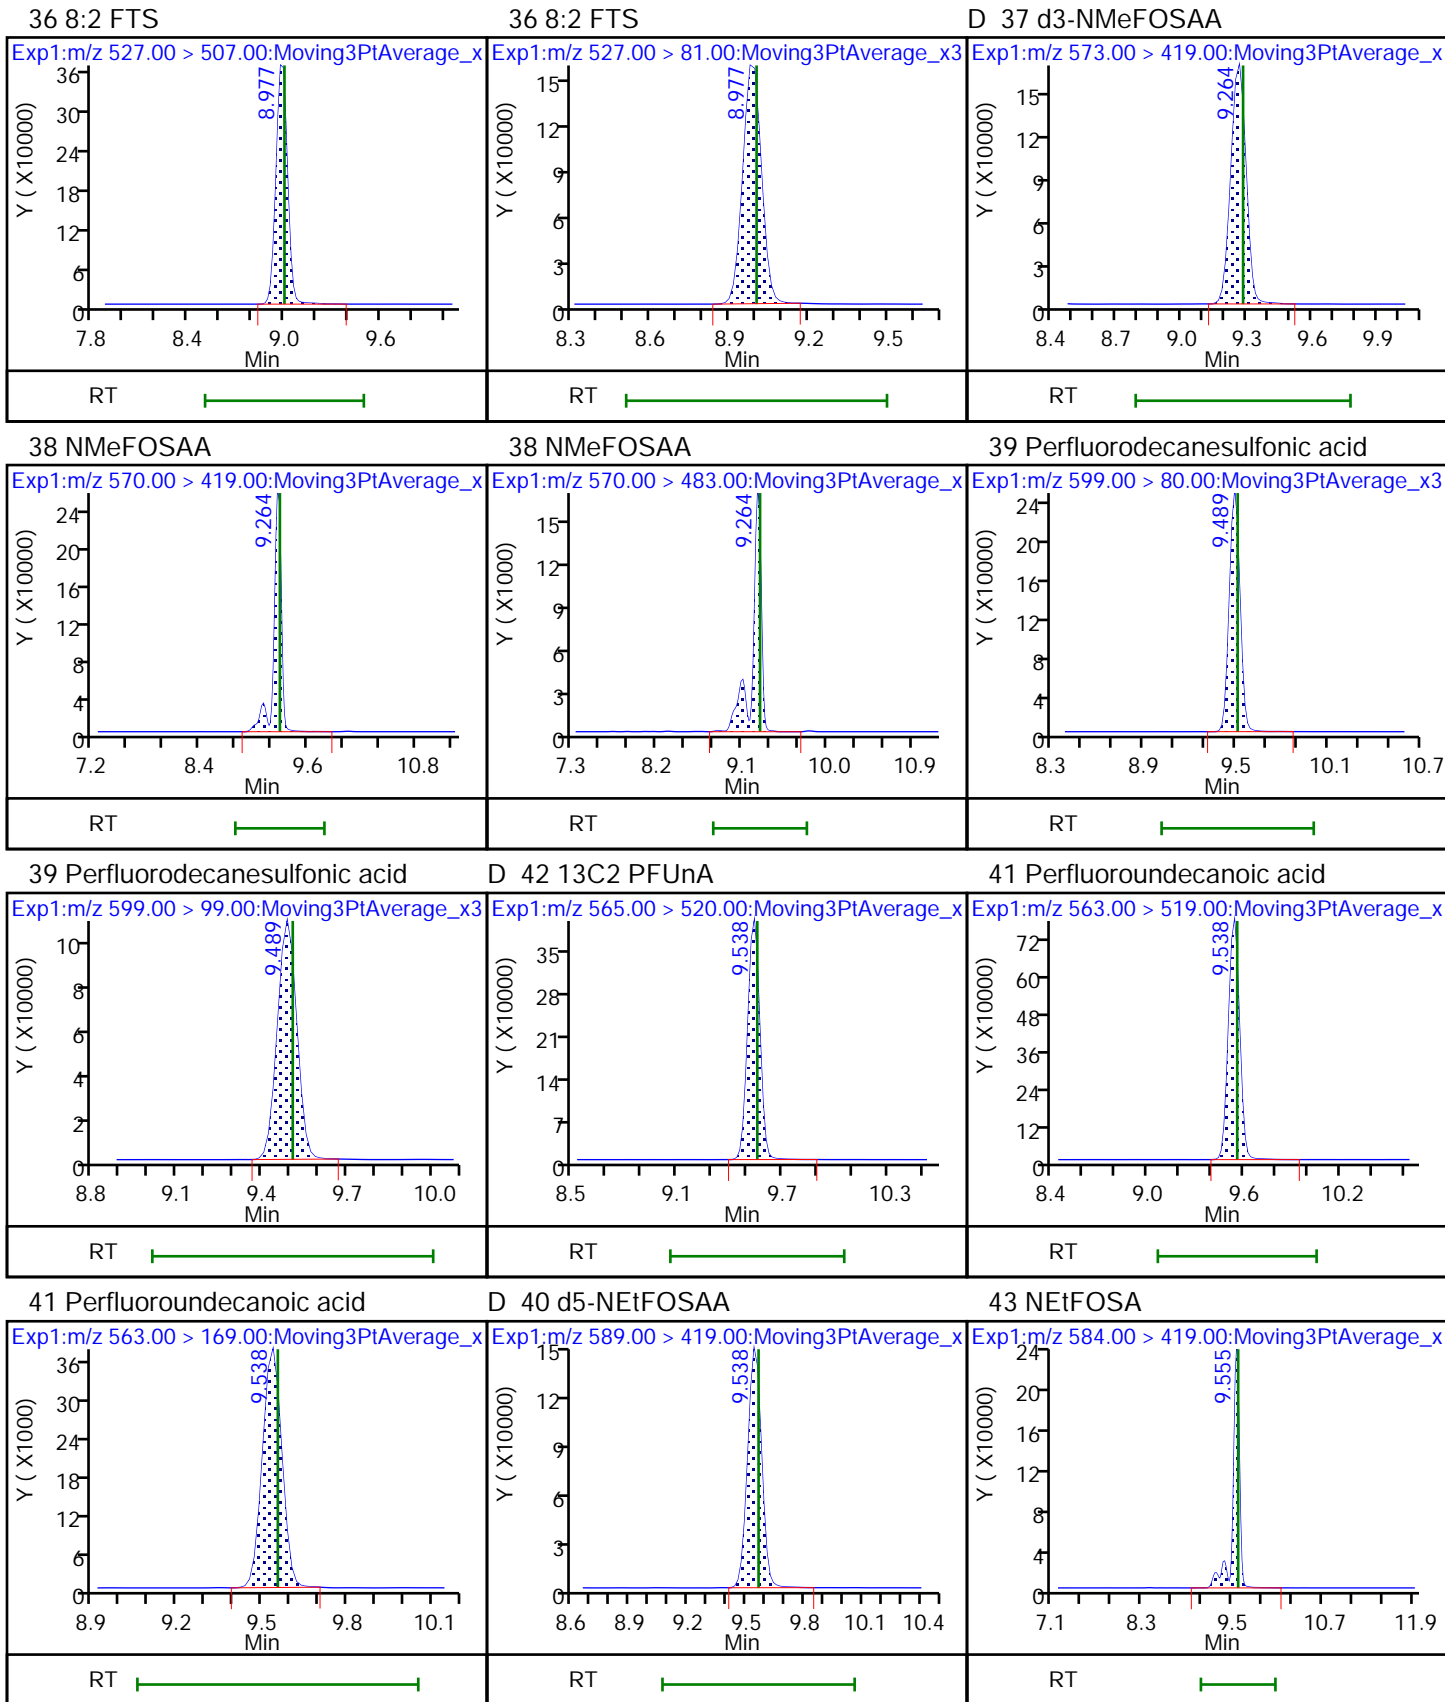 36 8:2 FTS
Exp1:m/z 527.00 > 507.00:Moving3PtAverage_x
Y ( X10000)
36
30
24
18
12
6
0
8.977
7.8 8.4 9.0 9.6
Min
RT
36 8:2 FTS
Exp1:m/z 527.00 > 81.00:Moving3PtAverage_x3
Y ( X10000)
15
12
9
6
3
0
8.977
8.3 8.6 8.9 9.2 9.5
Min
RT
D 37 d3-NMeFOSAA
Exp1:m/z 573.00 > 419.00:Moving3PtAverage_x
Y ( X10000)
15
12
9
6
3
0
9.264
8.4 8.7 9.0 9.3 9.6 9.9
Min
RT
38 NMeFOSAA
Exp1:m/z 570.00 > 419.00:Moving3PtAverage_x
Y ( X10000)
24
20
16
12
8
4
0
9.264
7.2 8.4 9.6 10.8
Min
RT
38 NMeFOSAA
Exp1:m/z 570.00 > 483.00:Moving3PtAverage_x
Y ( X1000)
15
12
9
6
3
0
9.264
7.3 8.2 9.1 10.0 10.9
Min
RT
39 Perfluorodecanesulfonic acid
Exp1:m/z 599.00 > 80.00:Moving3PtAverage_x3
Y ( X10000)
24
20
16
12
8
4
0
9.489
8.3 8.9 9.5 10.1 10.7
Min
RT
39 Perfluorodecanesulfonic acid
Exp1:m/z 599.00 > 99.00:Moving3PtAverage_x3
Y ( X10000)
10
8
6
4
2
0
9.489
8.8 9.1 9.4 9.7 10.0
Min
RT
D 42 13C2 PFUnA
Exp1:m/z 565.00 > 520.00:Moving3PtAverage_x
Y ( X10000)
35
28
21
14
7
0
9.538
8.5 9.1 9.7 10.3
Min
RT
41 Perfluoroundecanoic acid
Exp1:m/z 563.00 > 519.00:Moving3PtAverage_x
Y ( X10000)
72
60
48
36
24
12
0
9.538
8.4 9.0 9.6 10.2
Min
RT
41 Perfluoroundecanoic acid
Exp1:m/z 563.00 > 169.00:Moving3PtAverage_x
Y ( X10000)
36
30
24
18
12
6
0
9.538
8.9 9.2 9.5 9.8 10.1
Min
RT
D 40 d5-NEtFOSAA
Exp1:m/z 589.00 > 419.00:Moving3PtAverage_x
Y ( X10000)
15
12
9
6
3
0
9.538
8.6 8.9 9.2 9.5 9.8 10.1 10.4
Min
RT
43 NEtFOSA
Exp1:m/z 584.00 > 419.00:Moving3PtAverage_x
Y ( X10000)
24
20
16
12
8
4
0
9.555
7.1 8.3 9.5 10.7 11.9
Min
RT